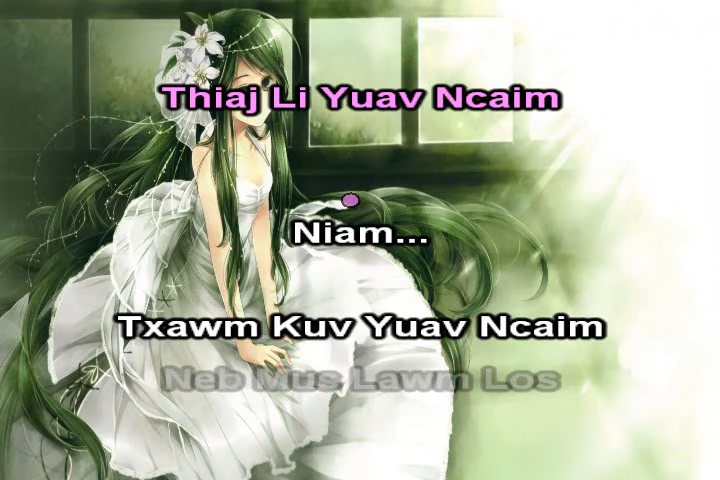 Thiaj Li Yuav Ncaim
Niam...
Txawm Kuv Yuav Ncaim
Neb Mus Lawm Los